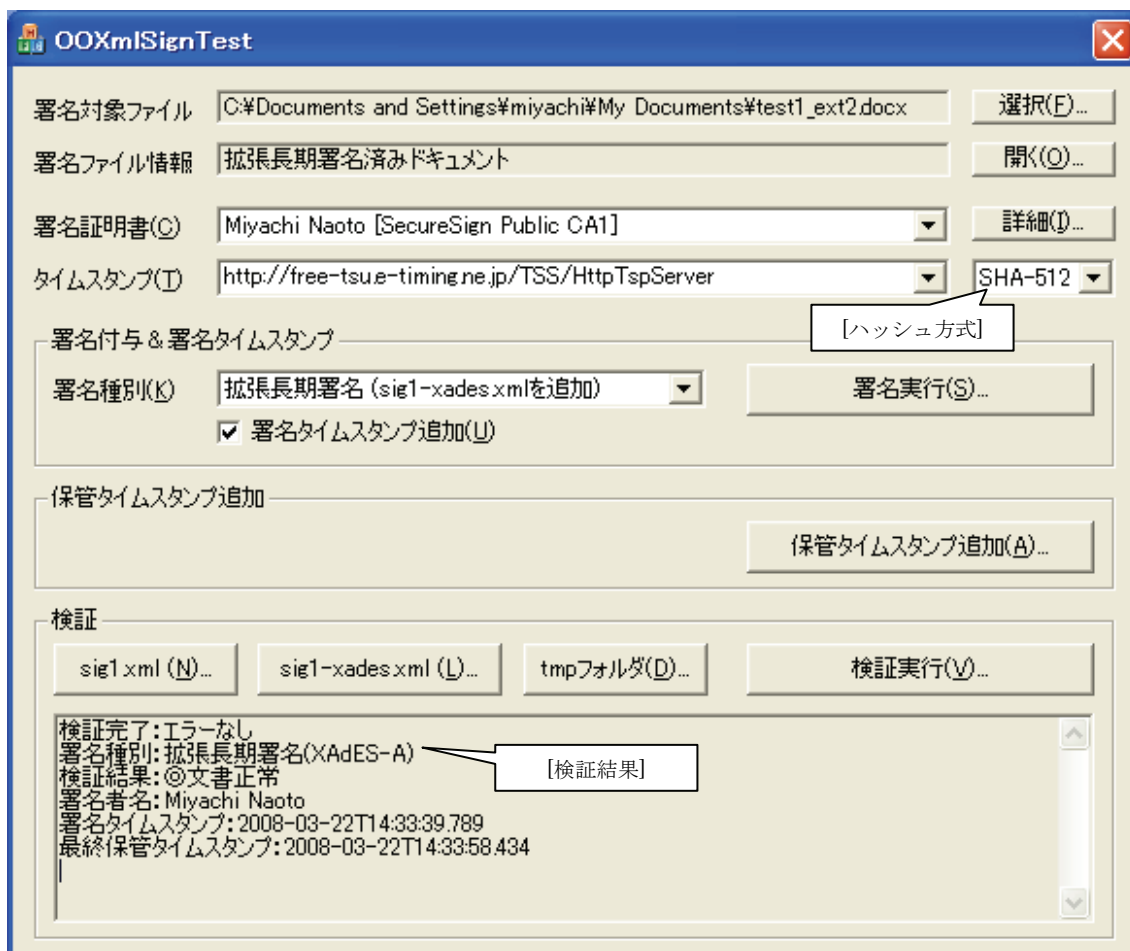 OOXmlSignTest
署名対象ファイル C:¥Documents and Settings¥miyachi¥My Documents¥test1_ext2.docx 選択(F)...
署名ファイル情報 拡張長期署名済みドキュメント 開く(O)...
署名証明書(C) Miyachi Naoto [SecureSign Public CA1] 詳細(I)...
タイムスタンプ(T) http://free-tsu.e-timing.ne.jp/TSS/HttpTspServer SHA-512
[ハッシュ方式]
署名付与&署名タイムスタンプ
署名種別(K) 拡張長期署名 (sig1-xades.xmlを追加) 署名実行(S)...
署名タイムスタンプ追加(U)
保管タイムスタンプ追加
保管タイムスタンプ追加(A)...
検証
sig1.xml (N)... sig1-xades.xml (L)... tmpフォルダ(D)... 検証実行(V)...
検証完了:エラーなし
署名種別:拡張長期署名(XAdES-A)
[検証結果]
検証結果:◎文書正常
署名者名:Miyachi Naoto
署名タイムスタンプ:2008-03-22T14:33:39.789
最終保管タイムスタンプ:2008-03-22T14:33:58.434